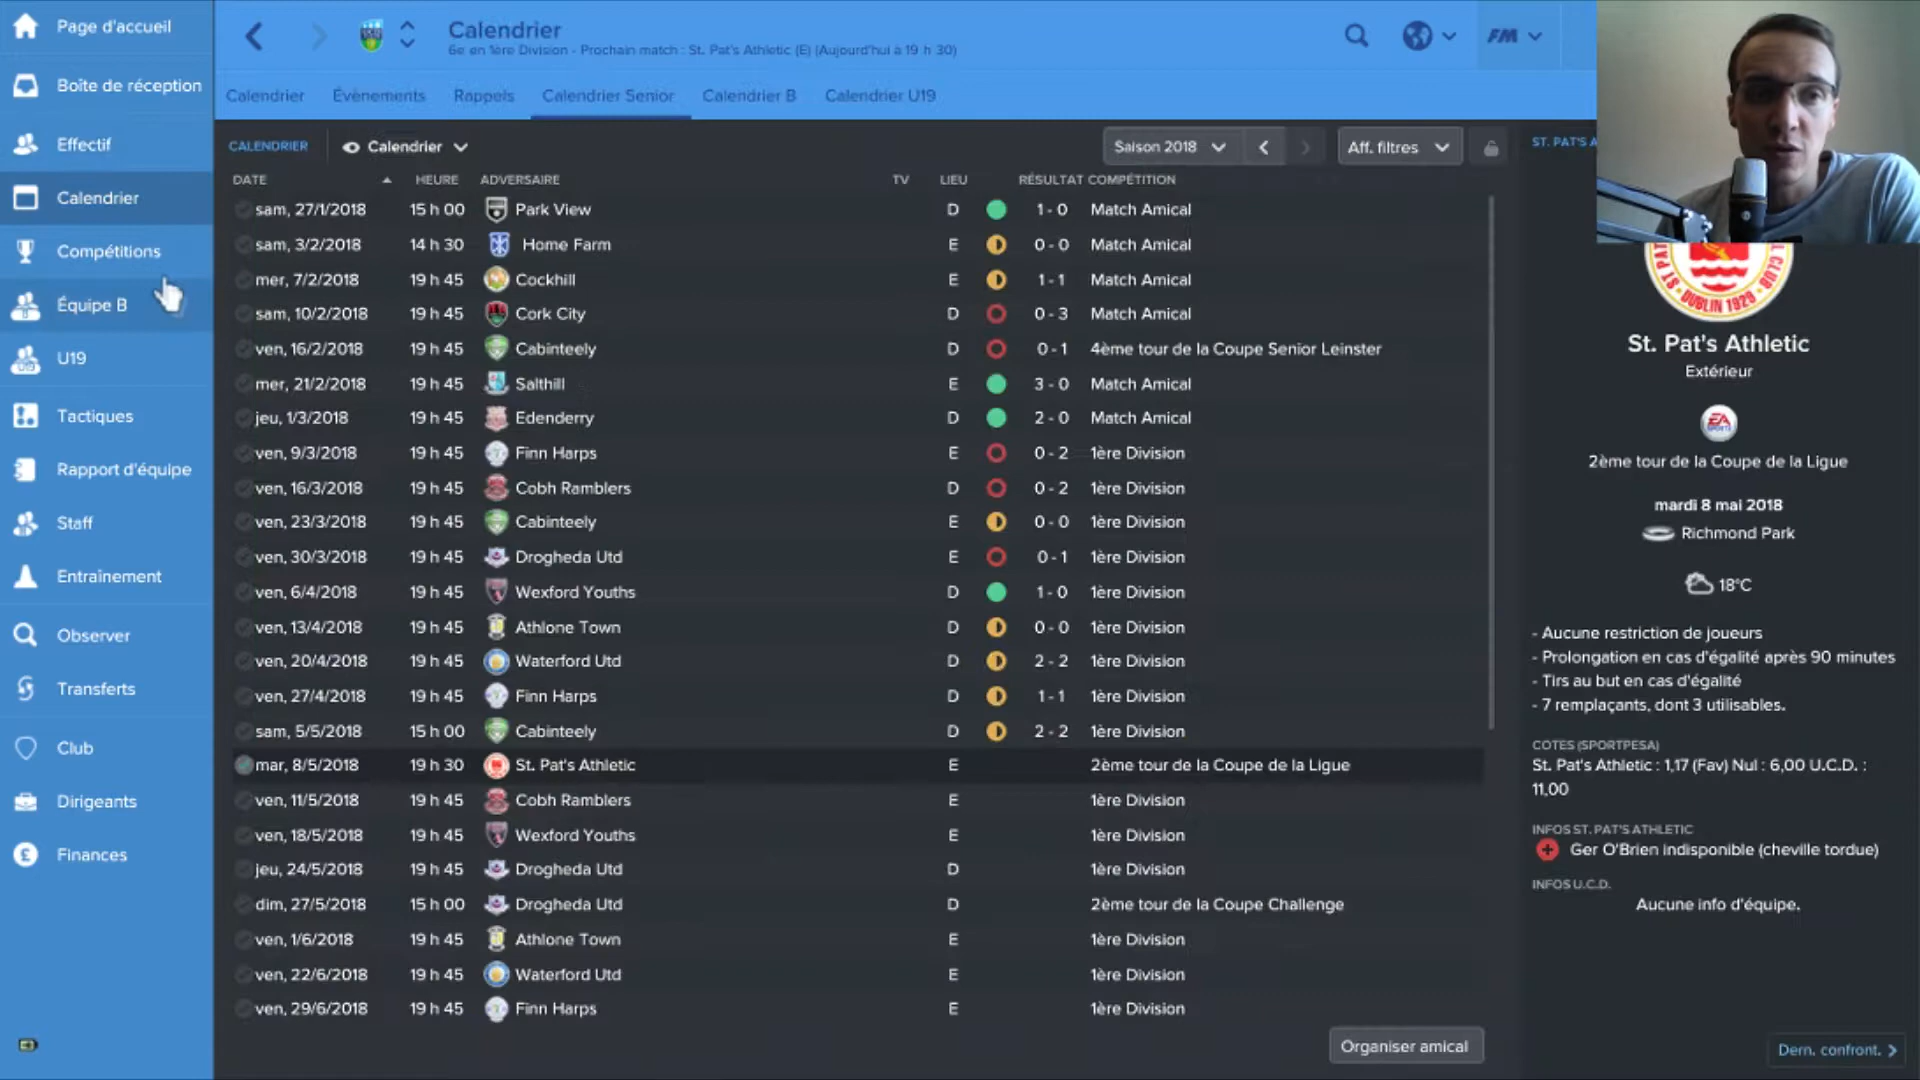 Page d'accueil
Boîte de réception
Effectif
Calendrier
Compétitions
Équipe B
U19
Tactiques
Rapport d'équipe
Staff
Entraînement
Observer
Transferts
Club
Dirigeants
Finances
Calendrier
6e en 1ère Division - Prochain match : St. Pat's Athletic (E) (Aujourd'hui à 19 h 30)
FM
Calendrier Événements Rappels Calendrier Senior Calendrier B Calendrier U19
CALENDRIER Calendrier Saison 2018 Aff. filtres
DATE HEURE ADVERSAIRE TV LIEU RÉSULTAT COMPÉTITION
sam, 27/1/2018 15 h 00 Park View D 1 - 0 Match Amical
sam, 3/2/2018 14 h 30 Home Farm E 0 - 0 Match Amical
mer, 7/2/2018 19 h 45 Cockhill E 1 - 1 Match Amical
sam, 10/2/2018 19 h 45 Cork City D 0 - 3 Match Amical
ven, 16/2/2018 19 h 45 Cabinteely D 0 - 1 4ème tour de la Coupe Senior Leinster
mer, 21/2/2018 19 h 45 Salthill E 3 - 0 Match Amical
jeu, 1/3/2018 19 h 45 Edenderry D 2 - 0 Match Amical
ven, 9/3/2018 19 h 45 Finn Harps E 0 - 2 1ère Division
ven, 16/3/2018 19 h 45 Cobh Ramblers D 0 - 2 1ère Division
ven, 23/3/2018 19 h 45 Cabinteely E 0 - 0 1ère Division
ven, 30/3/2018 19 h 45 Drogheda Utd E 0 - 1 1ère Division
ven, 6/4/2018 19 h 45 Wexford Youths D 1 - 0 1ère Division
ven, 13/4/2018 19 h 45 Athlone Town D 0 - 0 1ère Division
ven, 20/4/2018 19 h 45 Waterford Utd D 2 - 2 1ère Division
ven, 27/4/2018 19 h 45 Finn Harps D 1 - 1 1ère Division
sam, 5/5/2018 15 h 00 Cabinteely D 2 - 2 1ère Division
mar, 8/5/2018 19 h 30 St. Pat's Athletic E 2ème tour de la Coupe de la Ligue
ven, 11/5/2018 19 h 45 Cobh Ramblers E 1ère Division
ven, 18/5/2018 19 h 45 Wexford Youths E 1ère Division
jeu, 24/5/2018 19 h 45 Drogheda Utd D 1ère Division
dim, 27/5/2018 15 h 00 Drogheda Utd D 2ème tour de la Coupe Challenge
ven, 1/6/2018 19 h 45 Athlone Town E 1ère Division
ven, 22/6/2018 19 h 45 Waterford Utd E 1ère Division
ven, 29/6/2018 19 h 45 Finn Harps E 1ère Division
Organiser amical
ST. PAT'S A
DUBLIN 1929
St. Pat's Athletic
Extérieur
EA
SPORTS
2ème tour de la Coupe de la Ligue
mardi 8 mai 2018
Richmond Park
18°C
- Aucune restriction de joueurs
- Prolongation en cas d'égalité après 90 minutes
- Tirs au but en cas d'égalité
- 7 remplaçants, dont 3 utilisables.
COTES (SPORTPESA)
St. Pat's Athletic : 1,17 (Fav) Nul : 6,00 U.C.D. :
11,00
INFOS ST. PAT'S ATHLETIC
Ger O'Brien indisponible (cheville tordue)
INFOS U.C.D.
Aucune info d'équipe.
Dern. confront.